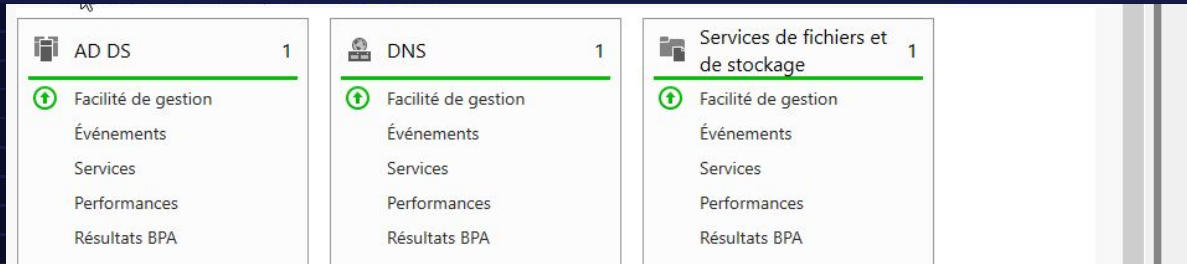 AD DS 1
Facilité de gestion
Événements
Services
Performances
Résultats BPA
DNS 1
Facilité de gestion
Événements
Services
Performances
Résultats BPA
Services de fichiers et
de stockage 1
Facilité de gestion
Événements
Services
Performances
Résultats BPA